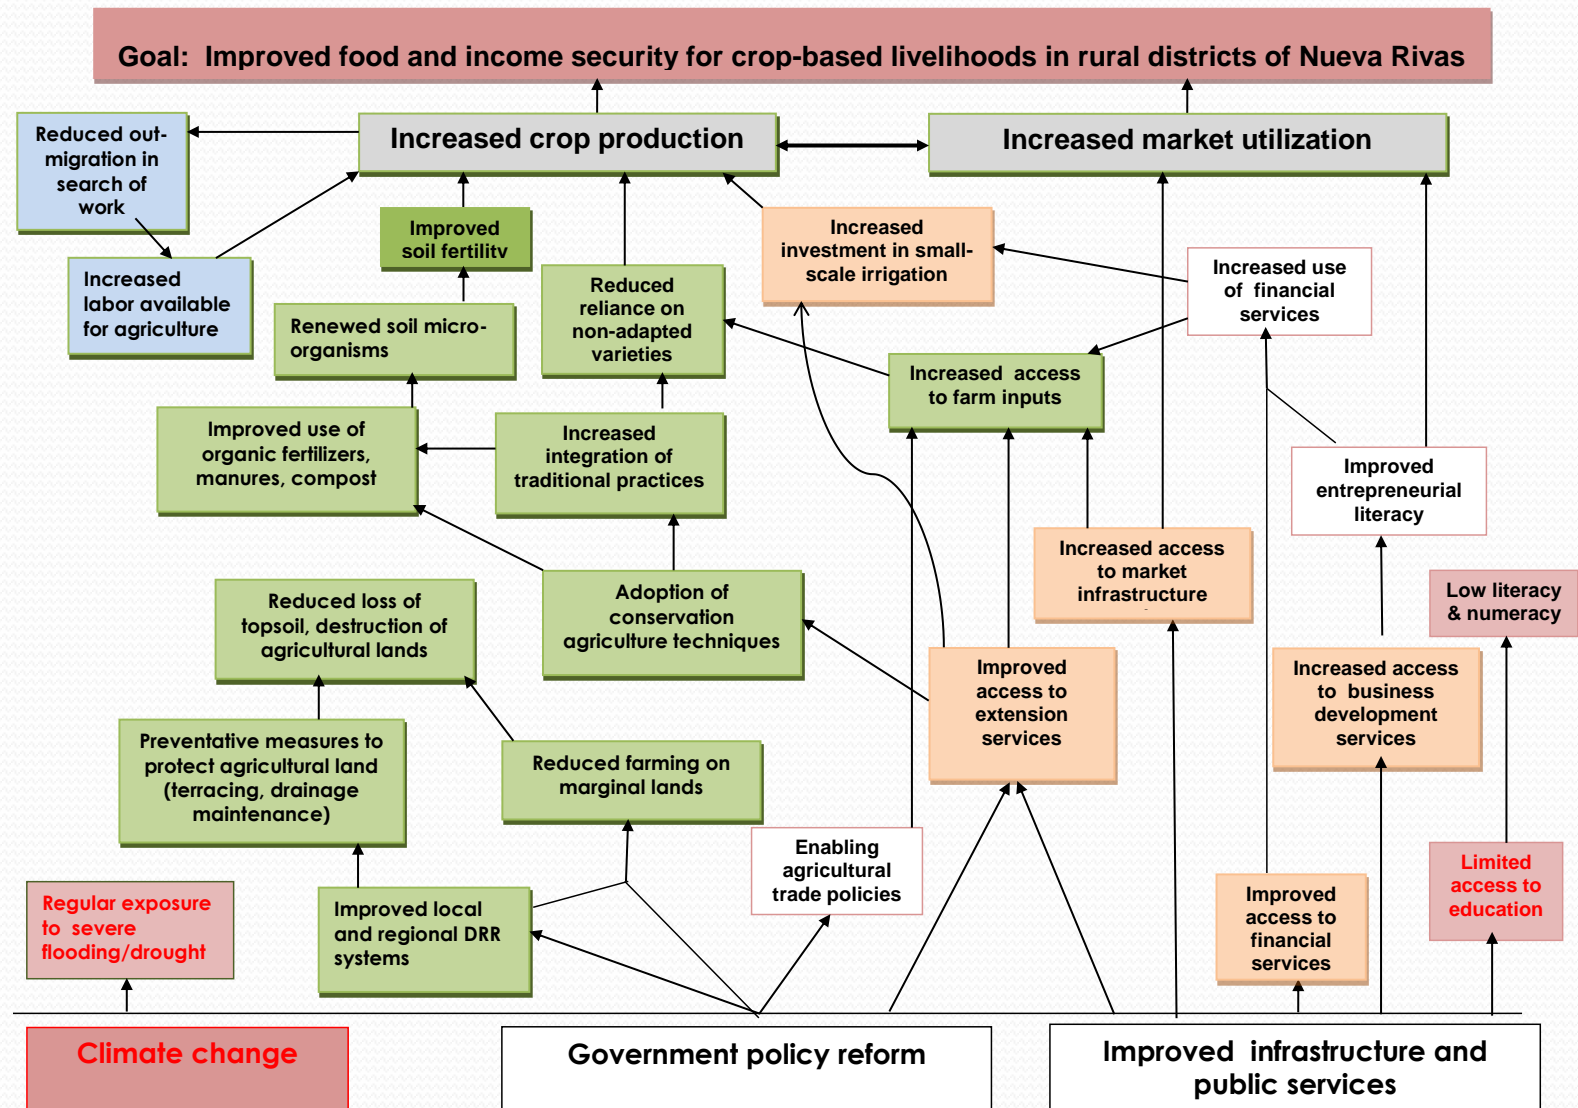 Goal: Improved food and income security for crop-based livelihoods in rural districts of Nueva Rivas
Reduced out-
migration in
search of
work
Increased crop production
Increased market utilization
Increased
labor available
for agriculture
Improved
soil fertility
Increased
investment in small-
scale irrigation
Increased use
of financial
services
Renewed soil micro-
organisms
Reduced
reliance on
non-adapted
varieties
Increased access
to farm inputs
Improved use of
organic fertilizers,
manures, compost
Increased
integration of
traditional practices
Improved
entrepreneurial
literacy
Increased access
to market
infrastructure
Reduced loss of
topsoil, destruction of
agricultural lands
Adoption of
conservation
agriculture techniques
Low literacy
& numeracy
Improved
access to
extension
services
Increased access
to business
development
services
Preventative measures to
protect agricultural land
(terracing, drainage
maintenance)
Reduced farming on
marginal lands
Enabling
agricultural
trade policies
Limited
access to
education
Regular exposure
to severe
flooding/drought
Improved local
and regional DRR
systems
Improved
access to
financial
services
Climate change
Government policy reform
Improved infrastructure and
public services